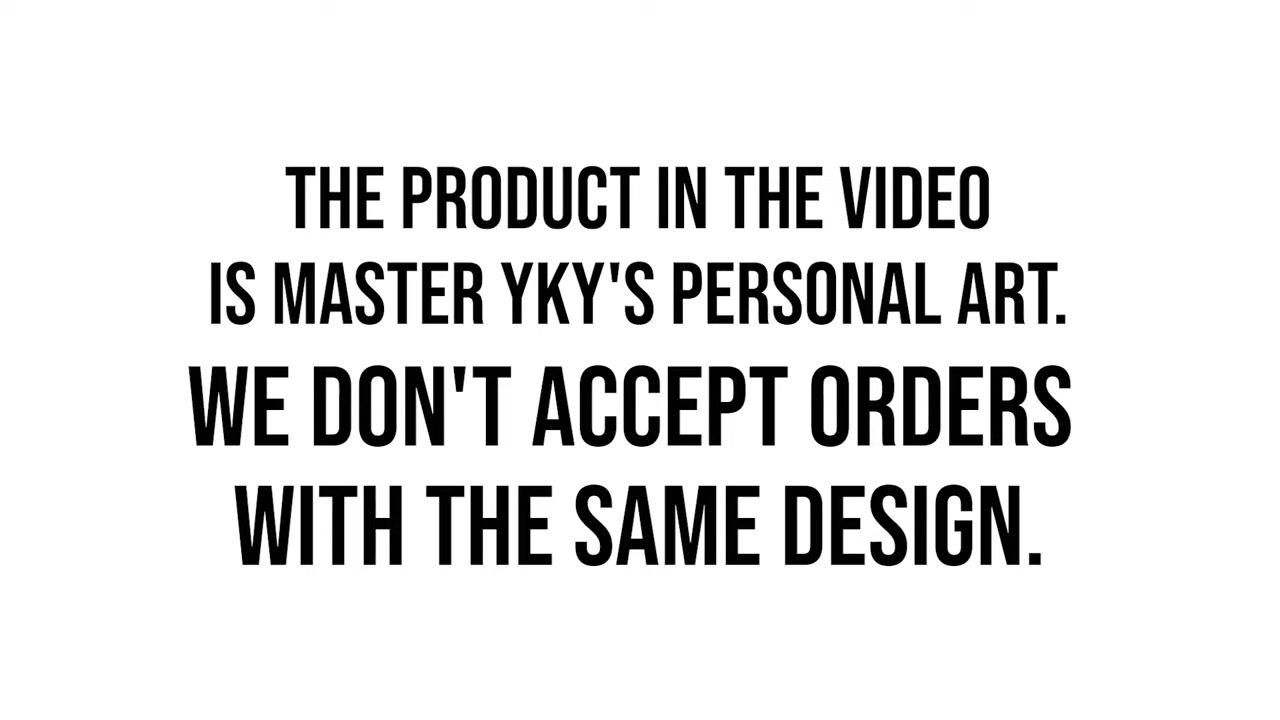 THE PRODUCT IN THE VIDEO
IS MASTER YKY'S PERSONAL ART.
WE DON'T ACCEPT ORDERS
WITH THE SAME DESIGN.